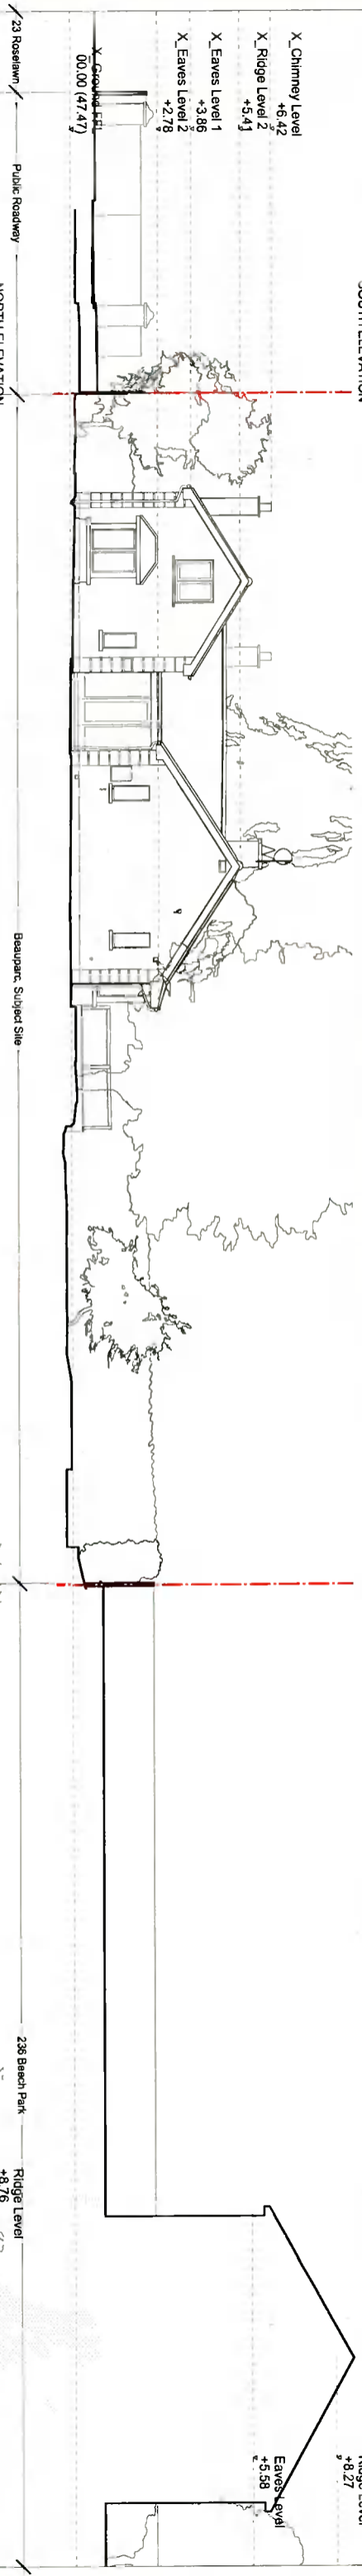 SOUTH ELEVATION
X_Chimney Level
+6.42
X_Ridge Level 2
+5.41
X_Eaves Level 1
+3.86
X_Eaves Level 2
+2.78
X_Ground FFL
00.00 (47.47)
23 Roselawn
Public Roadway
Beauparc, Subject Site
236 Beech Park
NORTH ELEVATION
Ridge Level
+8.27
Eaves Level
+5.58
Ridge Level
+8.76